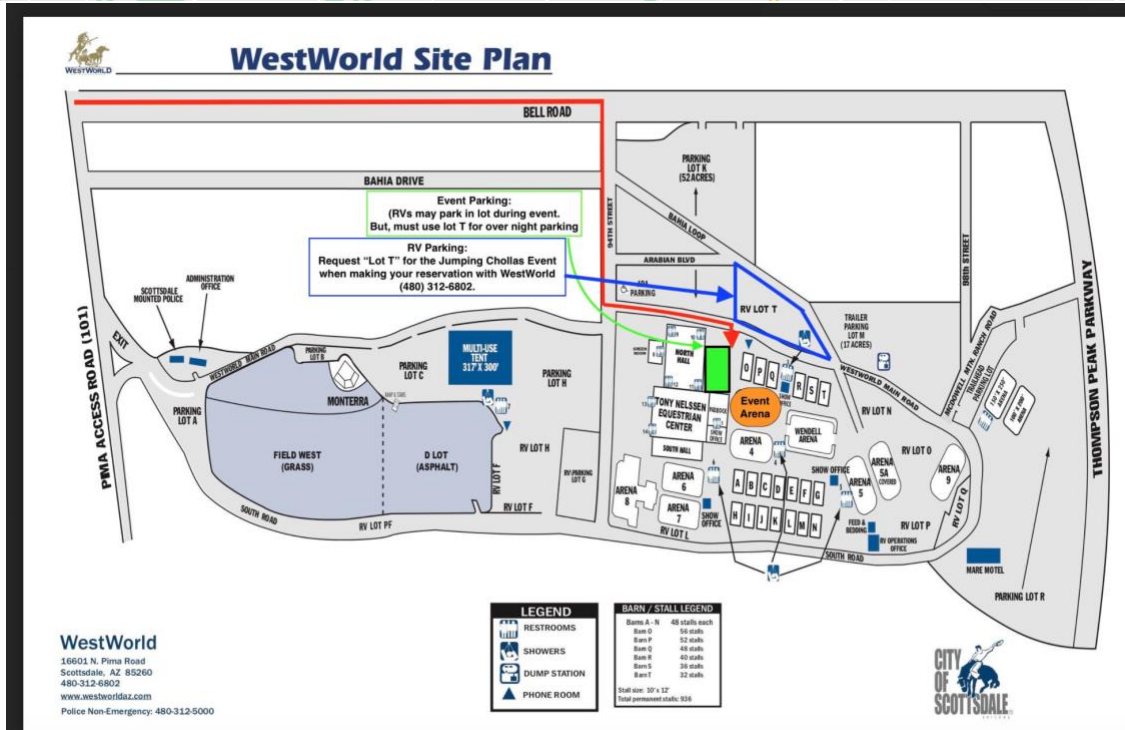 WestWorld Site Plan
WESTWORLD
BELL ROAD
BAHIA DRIVE
PARKING
LOT K
(52 ACRES)
Event Parking:
(RVs may park in lot during event.
But, must use lot T for over night parking
RV Parking:
Request “Lot T” for the Jumping Chollas Event
when making your reservation with WestWorld
(480) 312-6802.
94TH STREET
BAHIA LOOP
ARABIAN BLVD
PARKING
98th STREET
THOMPSON PEAK PARKWAY
PIMA ACCESS ROAD (101)
EXIT
SCOTTSDALE
MOUNTED POLICE
ADMINISTRATION
OFFICE
WESTWORLD MAIN ROAD
PARKING
LOT B
PARKING
LOT A
MONTERRA
PARKING
LOT C
MULTI-USE
TENT
317' X 300'
PARKING
LOT H
FIELD WEST
(GRASS)
D LOT
(ASPHALT)
RV LOT F
RV LOT H
RV LOT F
RV PARKING
LOT G
SOUTH ROAD
RV LOT PF
NORTH
HALL
TONY NELSSEN
EQUESTRIAN
CENTER
SHOW
OFFICE
SOUTH HALL
RV LOT T
TRAILER
PARKING
LOT M
(17 ACRES)
WESTWORLD MAIN ROAD
MCDOWELL MTN. RANCH ROAD
TRAILHEAD
PARKING LOT
O P Q
R S T
SHOW
OFFICE
Event
Arena
RV LOT N
ARENA
4
WENDELL
ARENA
RV LOT O
ARENA
8
ARENA
6
ARENA
7
SHOW
OFFICE
A B C D E F G
H I J K L M N
SHOW OFFICE
ARENA
5
ARENA
5A
COVERED
ARENA
9
RV LOT Q
FEED &
BEDDING
RV LOT P
RV OPERATIONS
OFFICE
RV LOT L
SOUTH ROAD
MARE MOTEL
PARKING LOT R
WestWorld
16601 N. Pima Road
Scottsdale, AZ 85260
480-312-6802
www.westworldaz.com
Police Non-Emergency: 480-312-5000
LEGEND
RESTROOMS
SHOWERS
DUMP STATION
PHONE ROOM
BARN / STALL LEGEND
Barns A - N 48 stalls each
Barn O 56 stalls
Barn P 52 stalls
Barn Q 48 stalls
Barn R 40 stalls
Barn S 36 stalls
Barn T 32 stalls
Stall size: 10' x 12'
Total permanent stalls: 936
CITY
OF
SCOTTSDALE